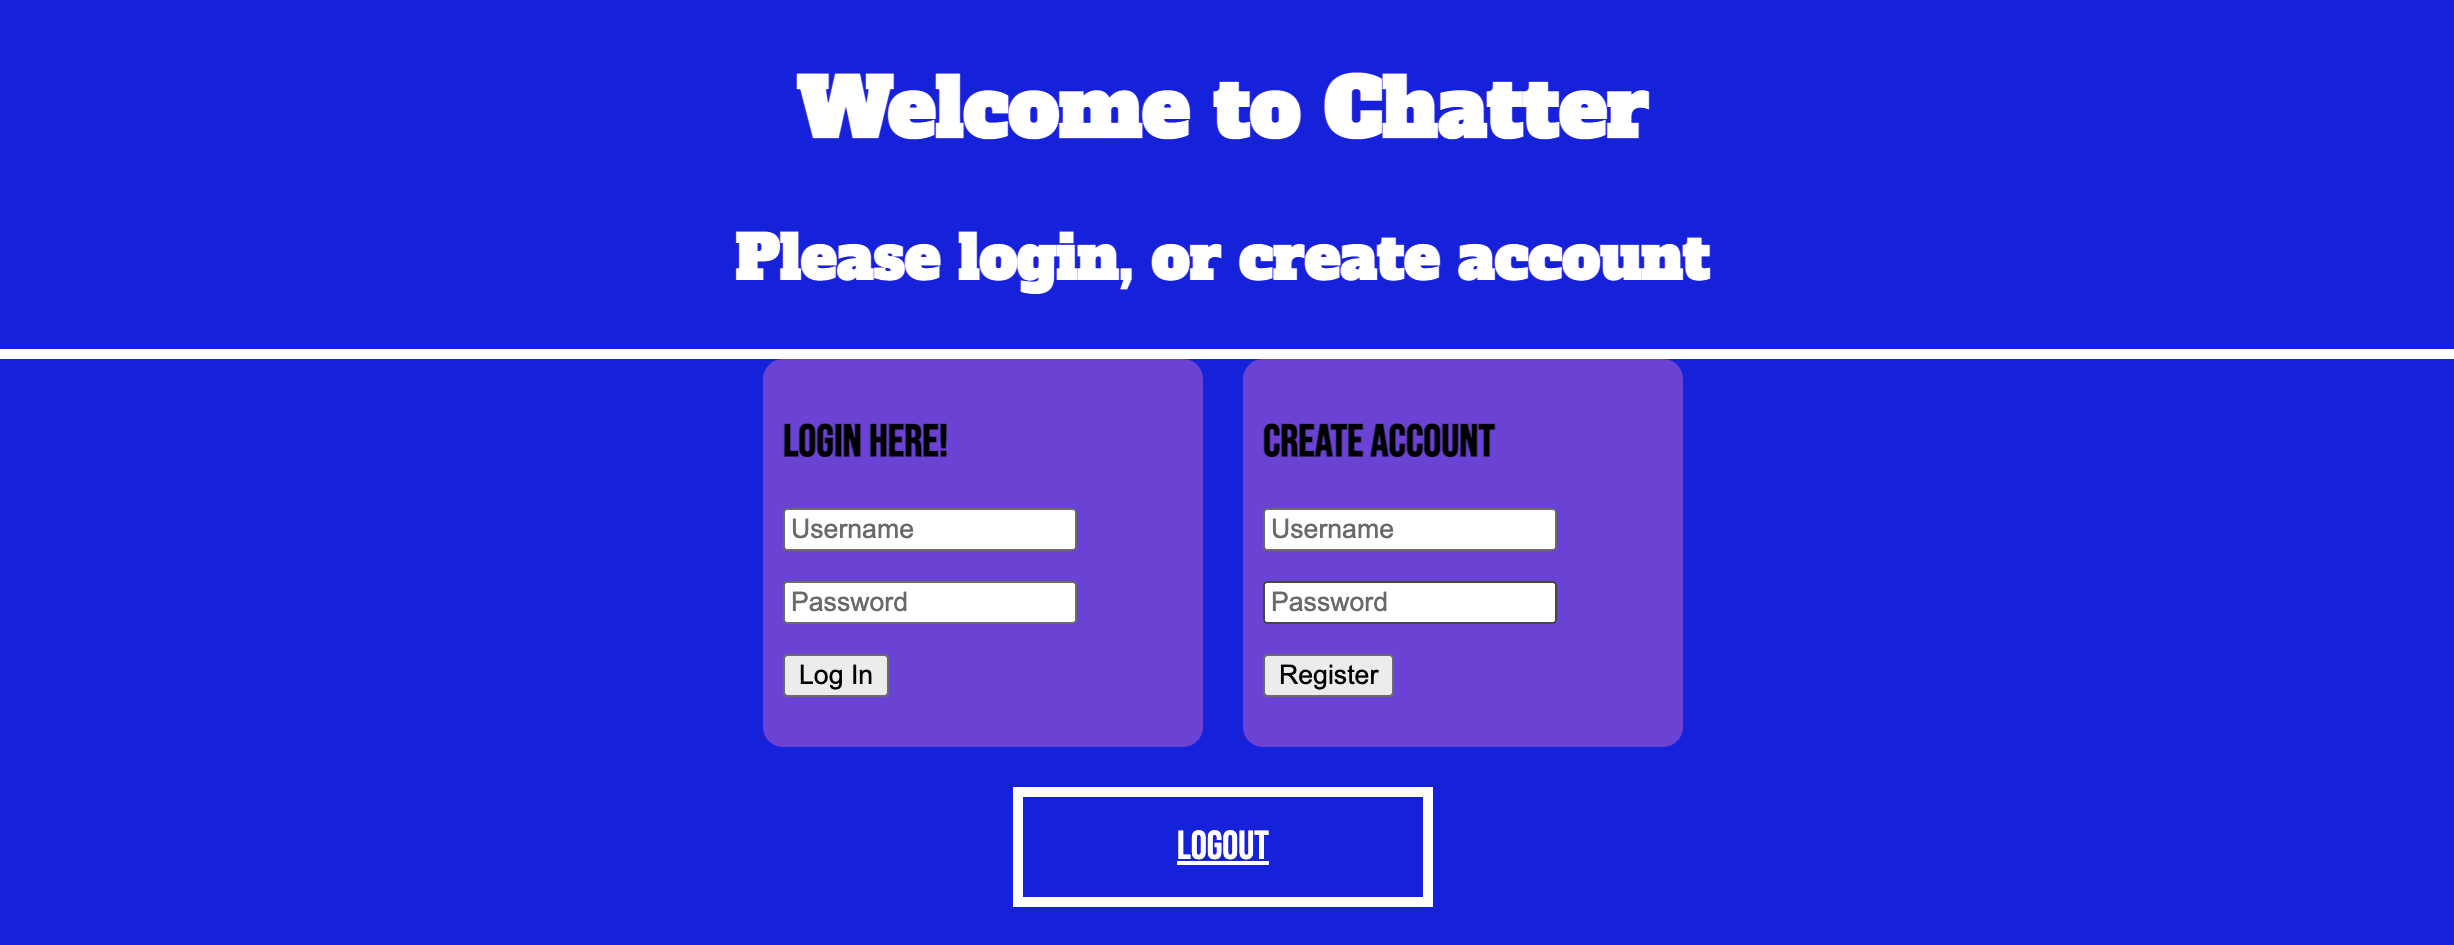 Welcome to Chatter
Please login, or create account
LOGIN HERE!
Username
Password
Log In
CREATE ACCOUNT
Username
Password
Register
LOGOUT